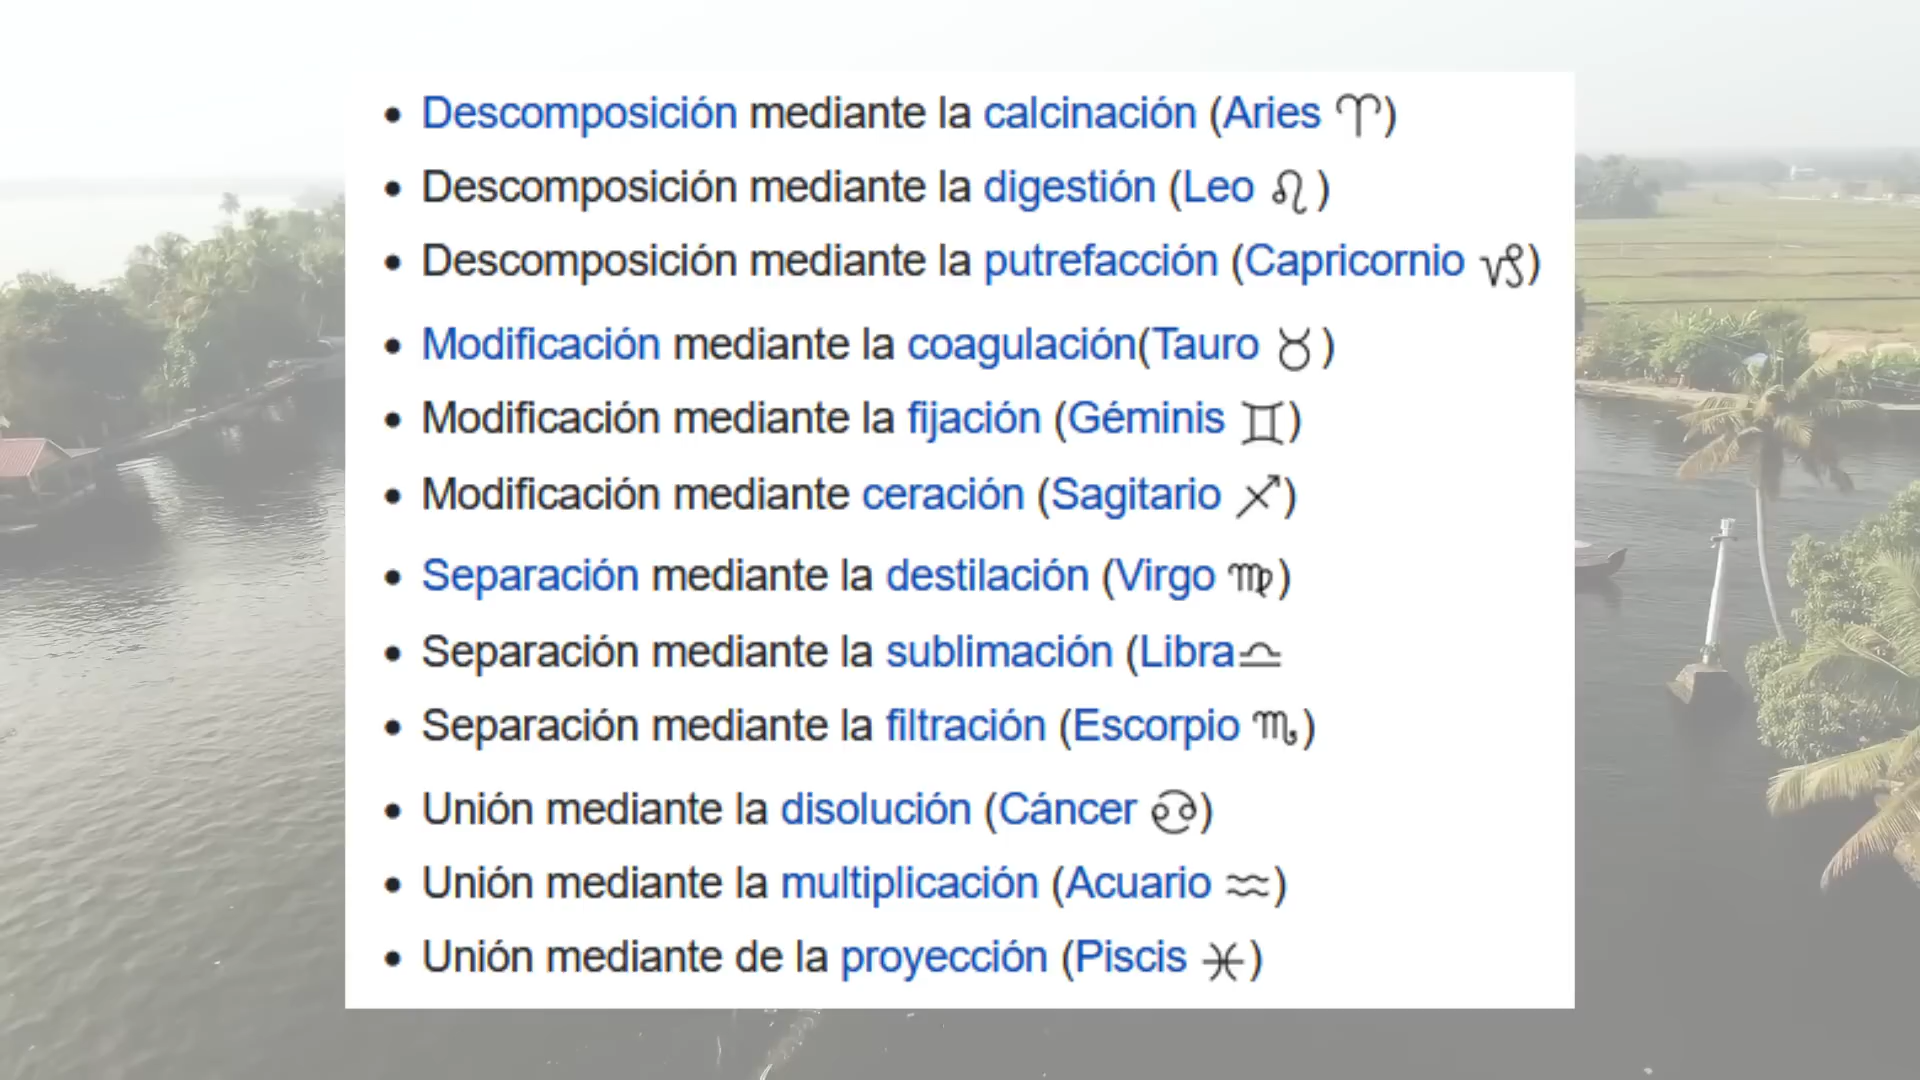 • Descomposición mediante la calcinación (Aries ♈)
• Descomposición mediante la digestión (Leo ♌)
• Descomposición mediante la putrefacción (Capricornio ♑)
• Modificación mediante la coagulación(Tauro ♉)
• Modificación mediante la fijación (Géminis ♊)
• Modificación mediante ceración (Sagitario ♐)
• Separación mediante la destilación (Virgo ♍)
• Separación mediante la sublimación (Libra♎
• Separación mediante la filtración (Escorpio ♏)
• Unión mediante la disolución (Cáncer ♋)
• Unión mediante la multiplicación (Acuario ♒)
• Unión mediante de la proyección (Piscis ♓)